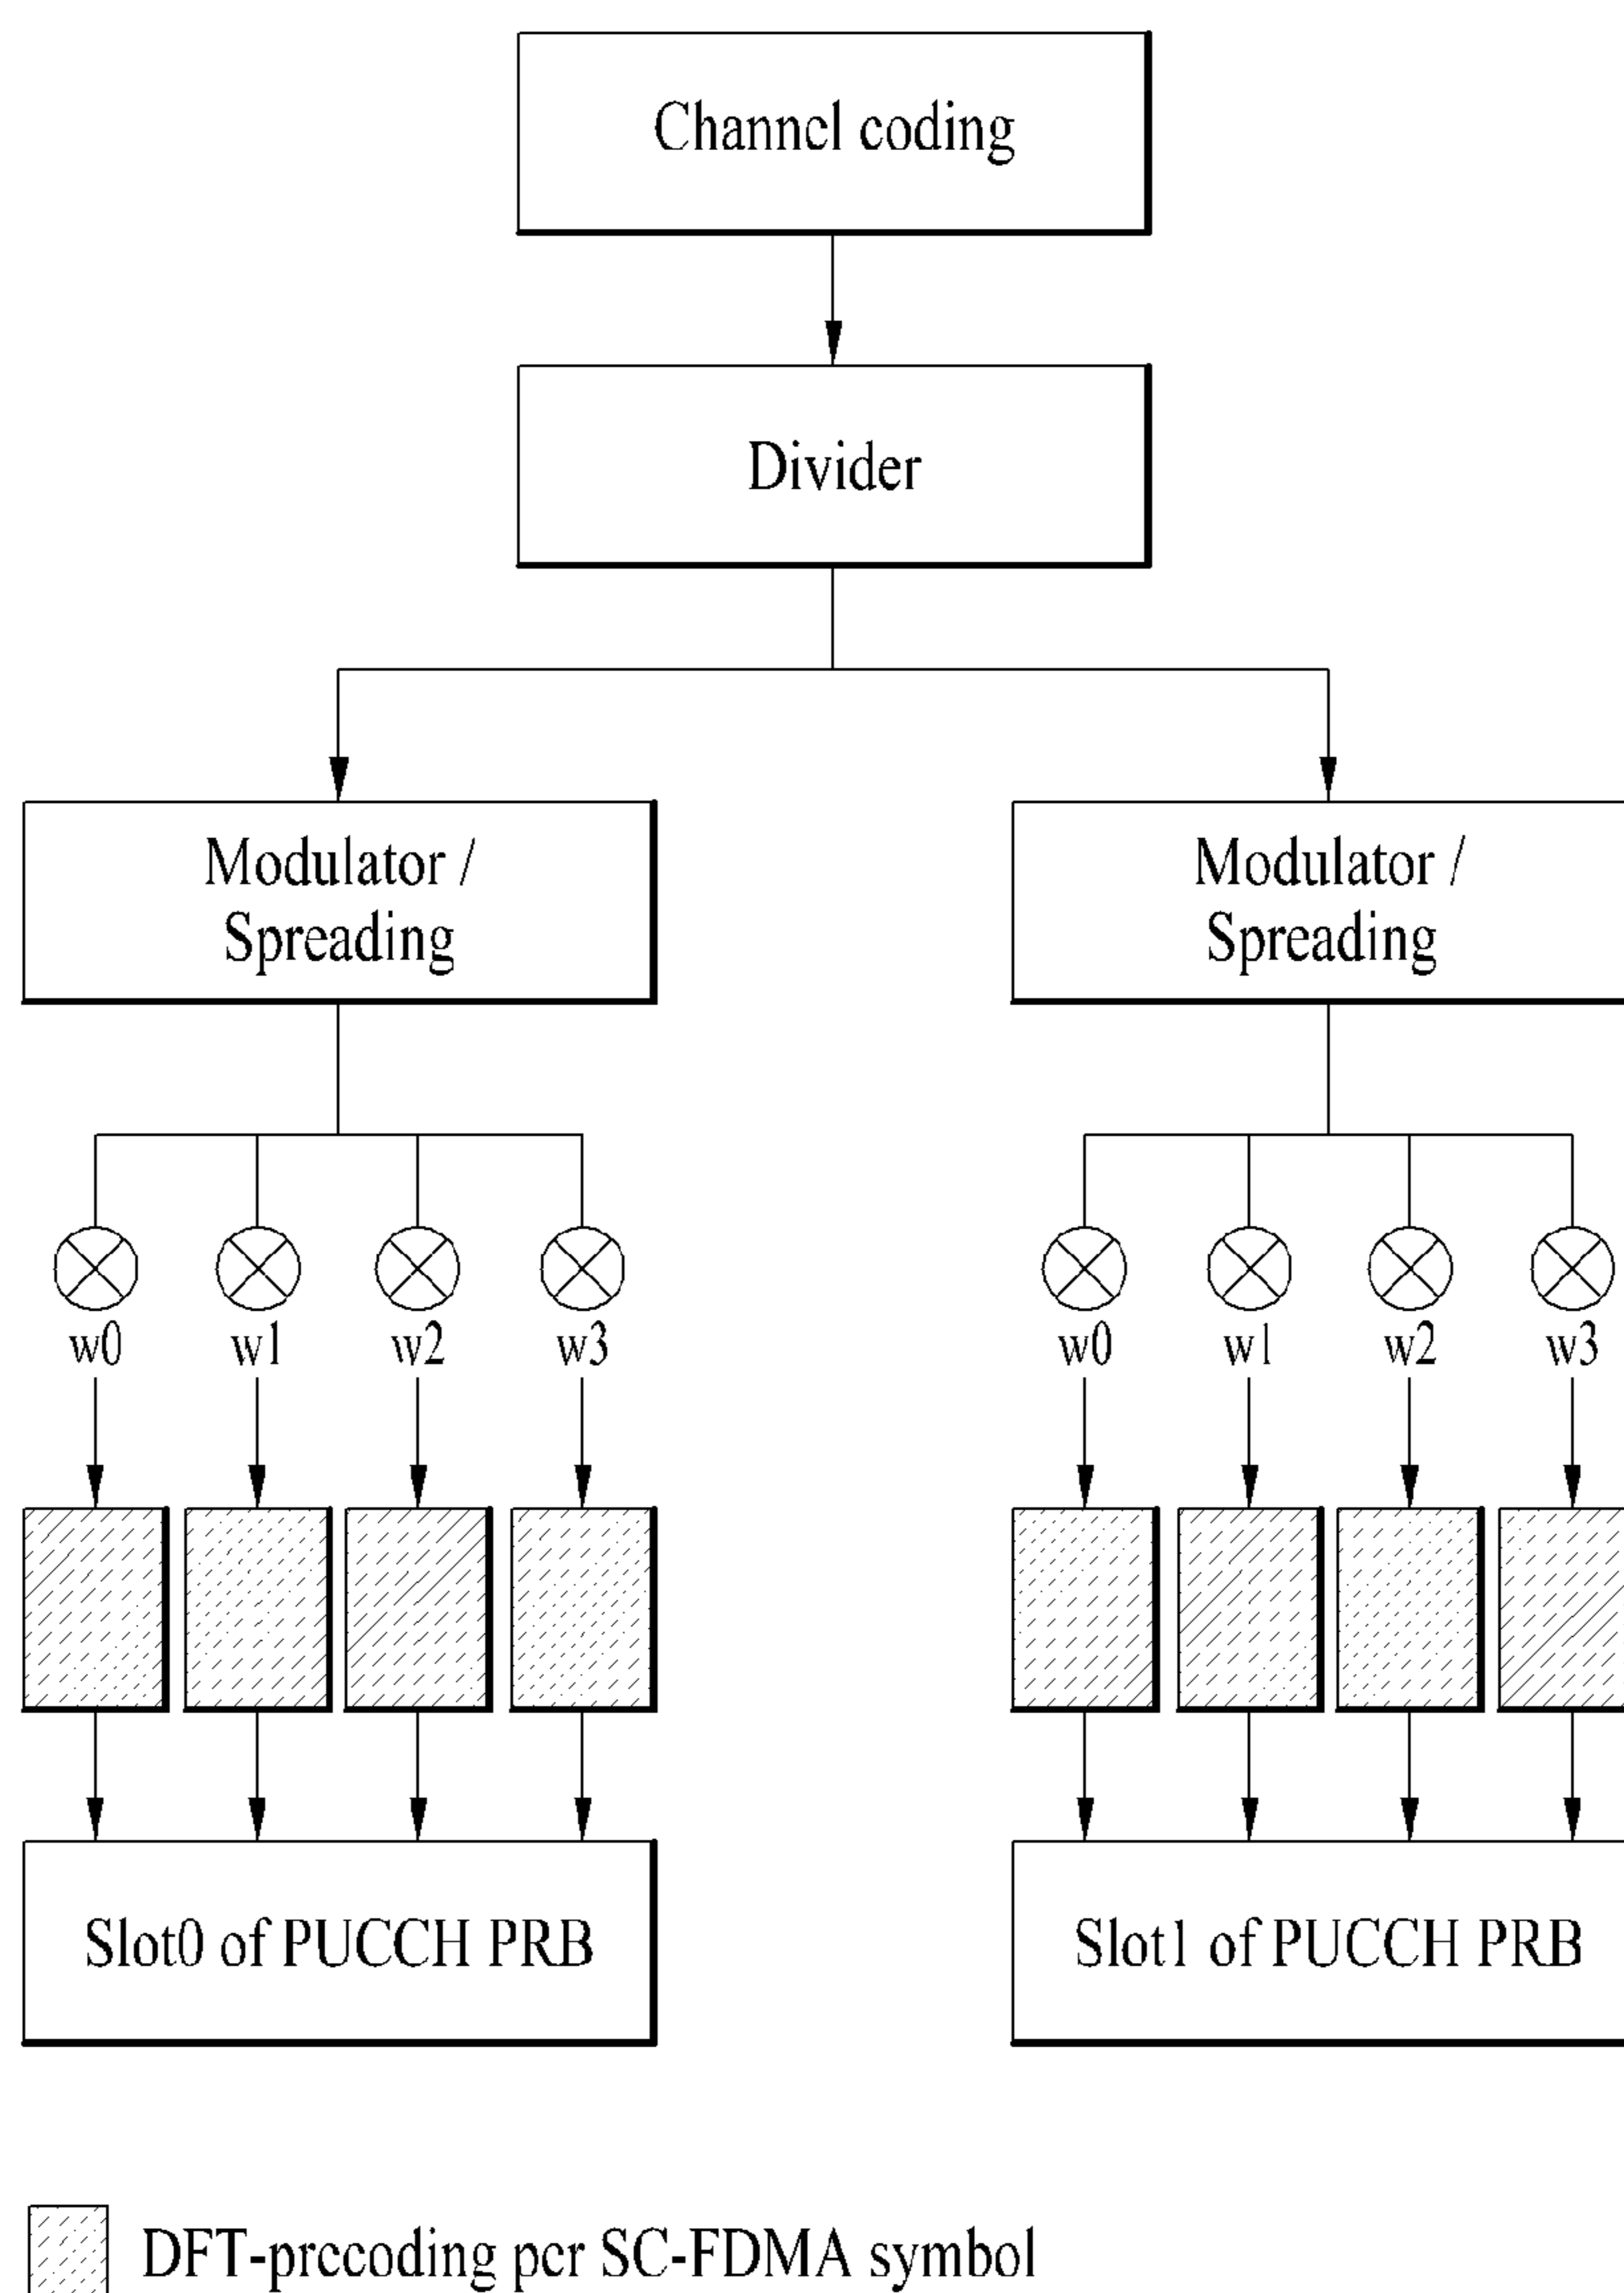 Channel coding
Divider
Modulator /
Spreading
Modulator /
Spreading
w0 w1 w2 w3
w0 w1 w2 w3
Slot0 of PUCCH PRB
Slot1 of PUCCH PRB
DFT-precoding per SC-FDMA symbol